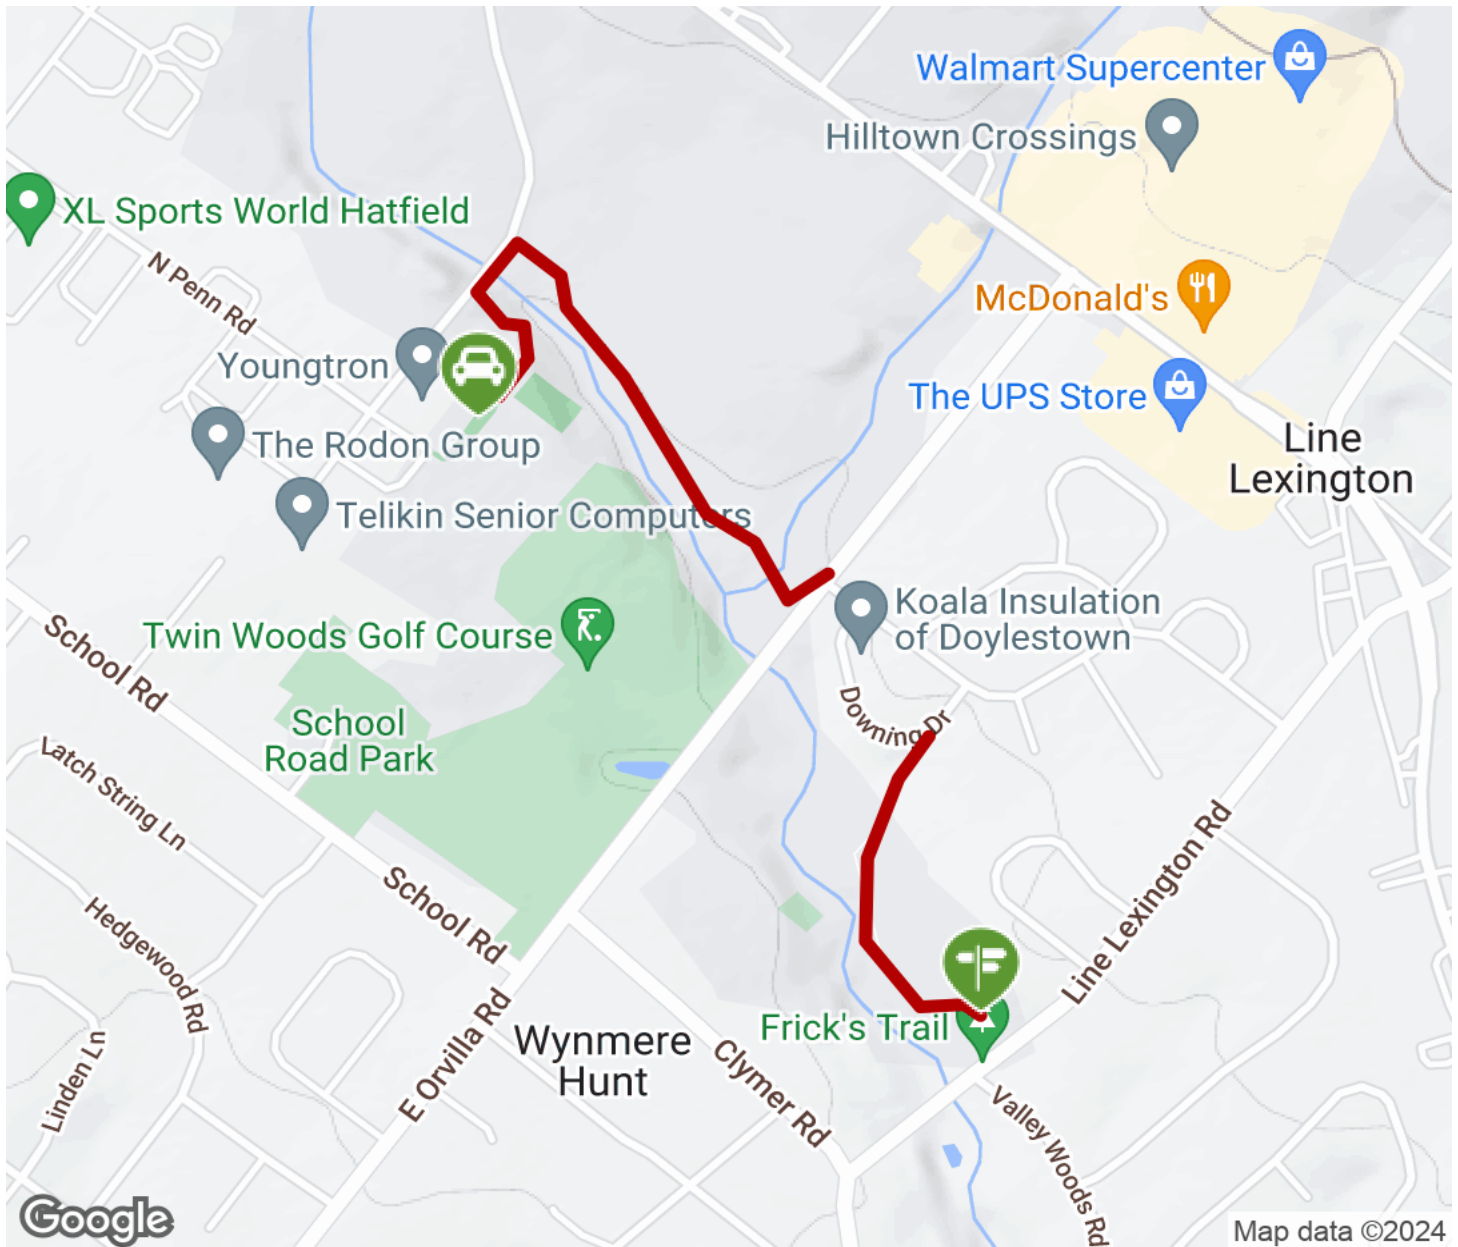 Walmart Supercenter
Hilltown Crossings
XL Sports World Hatfield
N Penn Rd
McDonald's
Youngtron
The UPS Store
The Rodon Group
Line
Lexington
Telikin Senior Computers
Koala Insulation
of Doylestown
Twin Woods Golf Course
School Rd
School
Road Park
Downing Dr
Latch String Ln
Line Lexington Rd
School Rd
Hedgewood Rd
Frick's Trail
Wynmere
Hunt
E Orvilla Rd
Clymer Rd
Linden Ln
Valley Woods Rd
Google
Map data ©2024